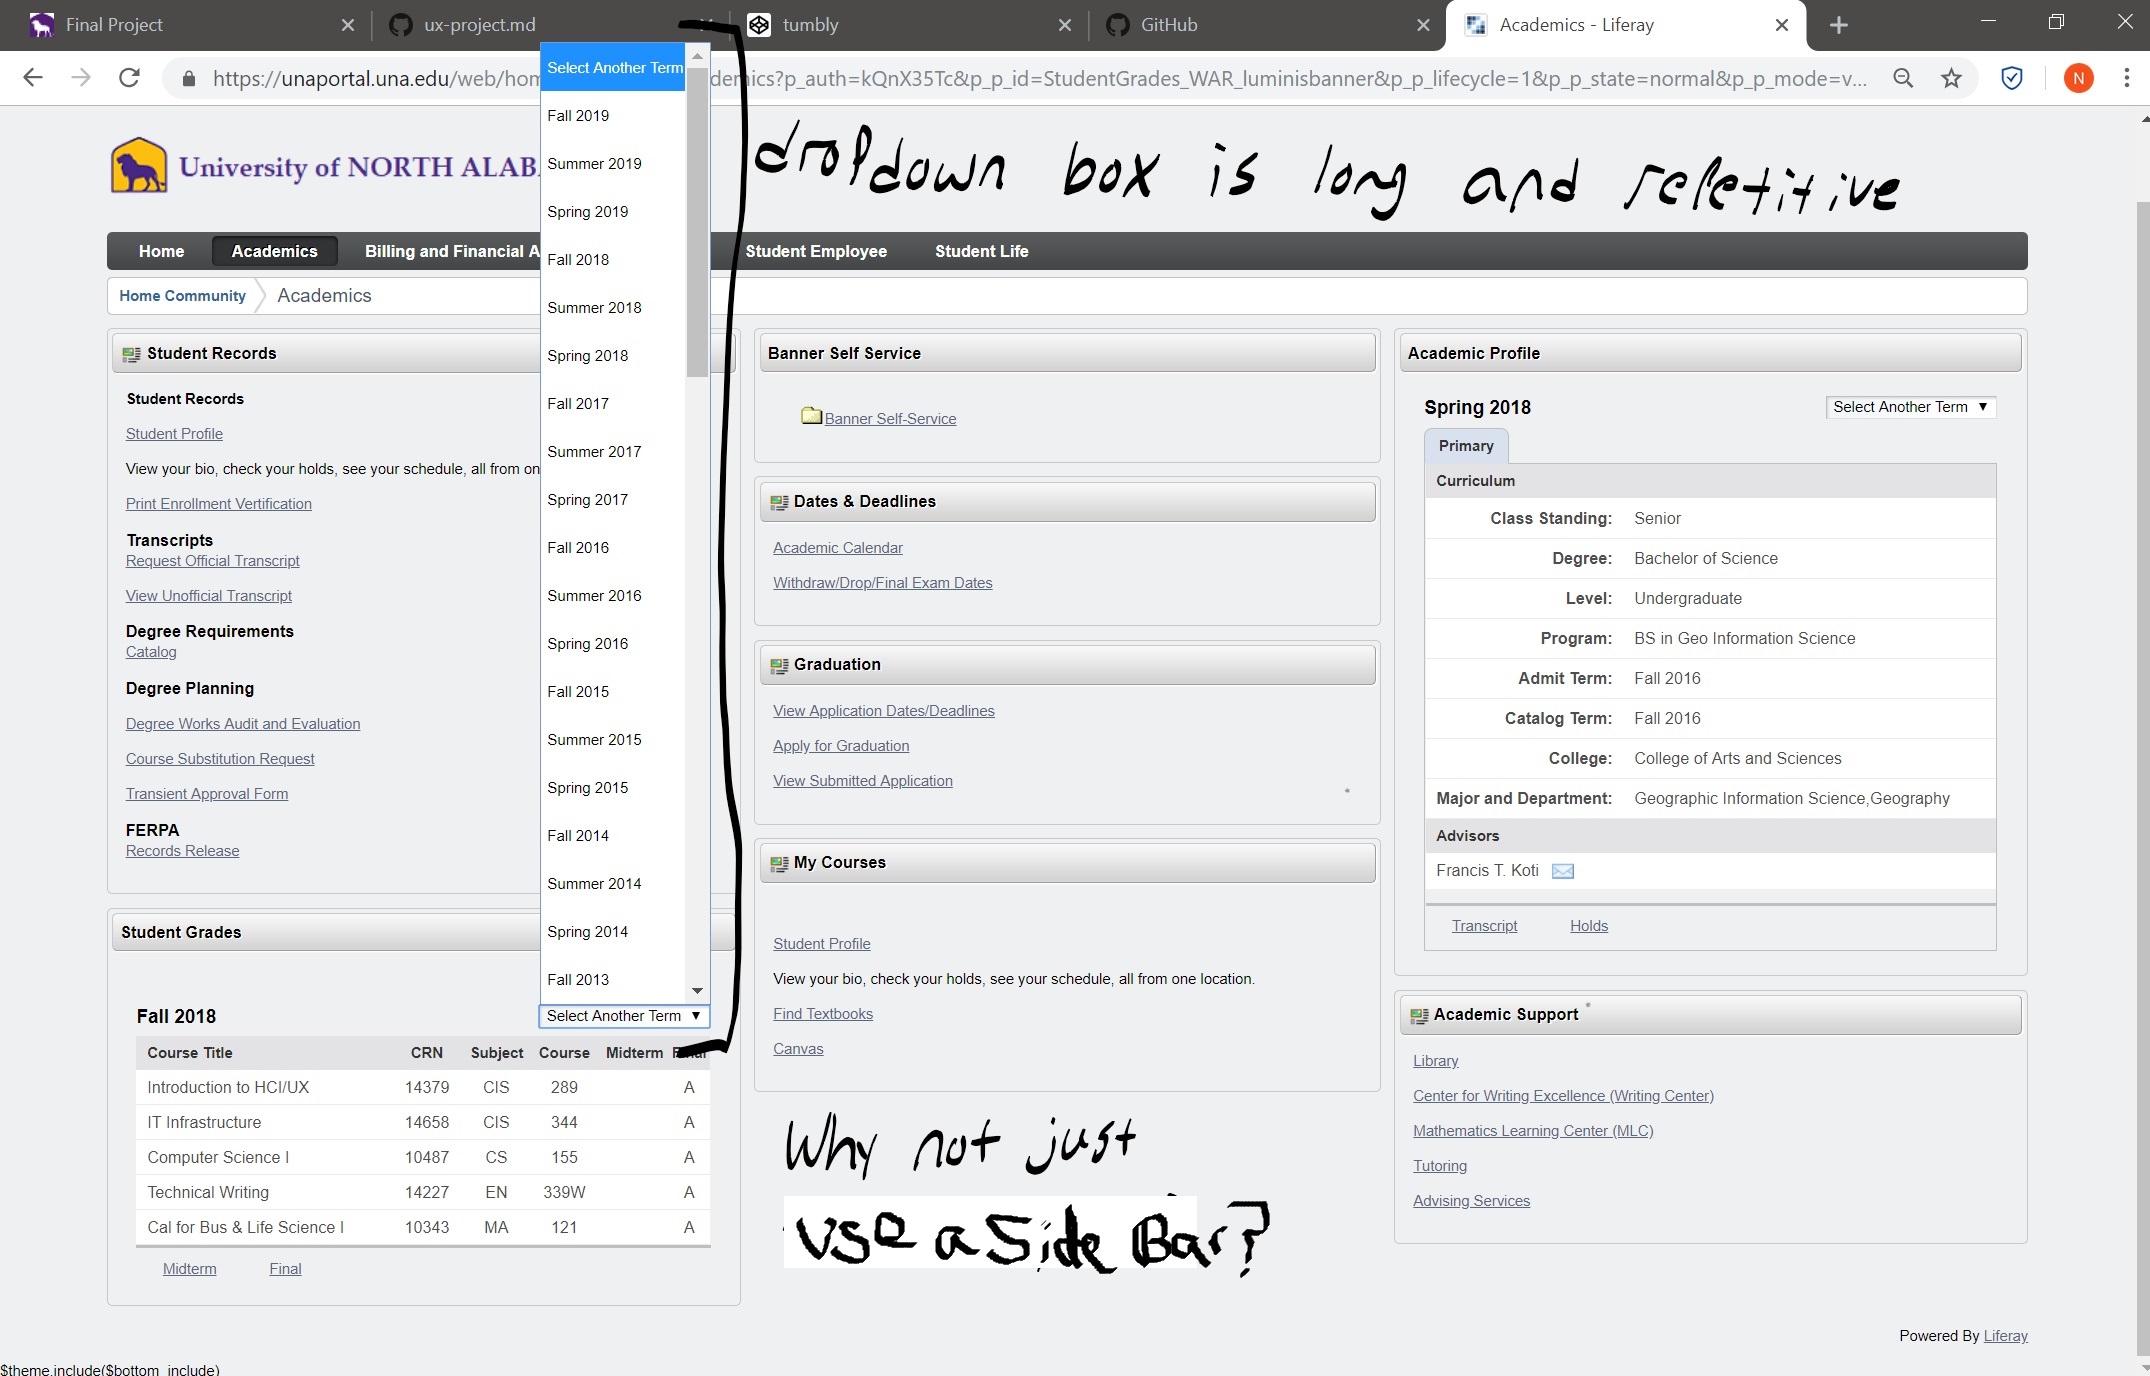 Final Project
ux-project.md
tumbly
GitHub
Academics - Liferay
https://unaportal.una.edu/web/hom
demics?p_auth=kQnX35Tc&p_p_id=StudentGrades_WAR_luminisbanner&p_p_lifecycle=1&p_p_state=normal&p_p_mode=v...
N
University of NORTH ALAB
dropdown box is long and repetitive
Home
Academics
Billing and Financial A
Student Employee
Student Life
Home Community
Academics
Select Another Term
Fall 2019
Summer 2019
Spring 2019
Fall 2018
Summer 2018
Spring 2018
Fall 2017
Summer 2017
Spring 2017
Fall 2016
Summer 2016
Spring 2016
Fall 2015
Summer 2015
Spring 2015
Fall 2014
Summer 2014
Spring 2014
Fall 2013
Select Another Term
Student Records
Student Records
Student Profile
View your bio, check your holds, see your schedule, all from on
Print Enrollment Vertification
Transcripts
Request Official Transcript
View Unofficial Transcript
Degree Requirements
Catalog
Degree Planning
Degree Works Audit and Evaluation
Course Substitution Request
Transient Approval Form
FERPA
Records Release
Student Grades
Fall 2018
Course Title CRN Subject Course Midterm Final
Introduction to HCI/UX 14379 CIS 289 A
IT Infrastructure 14658 CIS 344 A
Computer Science I 10487 CS 155 A
Technical Writing 14227 EN 339W A
Cal for Bus & Life Science I 10343 MA 121 A
Midterm Final
Banner Self Service
Banner Self-Service
Dates & Deadlines
Academic Calendar
Withdraw/Drop/Final Exam Dates
Graduation
View Application Dates/Deadlines
Apply for Graduation
View Submitted Application
My Courses
Student Profile
View your bio, check your holds, see your schedule, all from one location.
Find Textbooks
Canvas
Why not just
use a Side Bar?
Academic Profile
Spring 2018
Select Another Term
Primary
Curriculum
Class Standing: Senior
Degree: Bachelor of Science
Level: Undergraduate
Program: BS in Geo Information Science
Admit Term: Fall 2016
Catalog Term: Fall 2016
College: College of Arts and Sciences
Major and Department: Geographic Information Science,Geography
Advisors
Francis T. Koti
Transcript Holds
Academic Support
Library
Center for Writing Excellence (Writing Center)
Mathematics Learning Center (MLC)
Tutoring
Advising Services
Powered By Liferay
$theme.include($bottom_include)